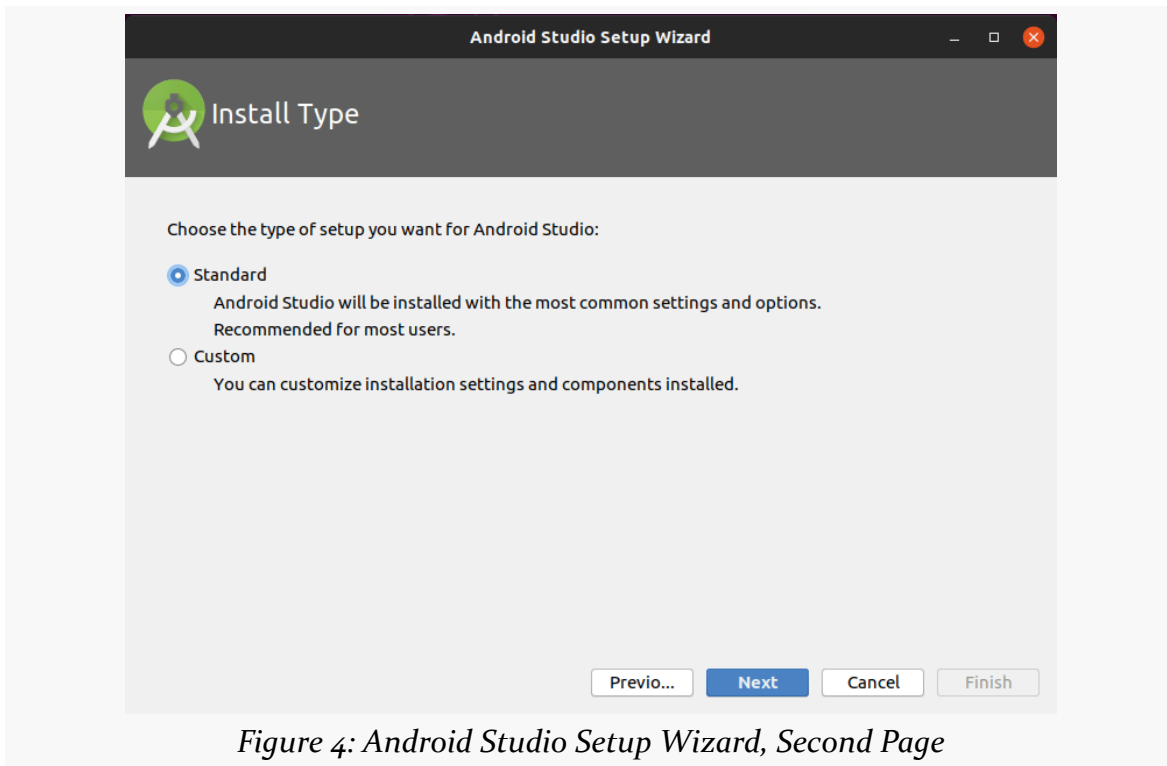 Android Studio Setup Wizard
Install Type
Choose the type of setup you want for Android Studio:
Standard
Android Studio will be installed with the most common settings and options.
Recommended for most users.
Custom
You can customize installation settings and components installed.
Previo... Next Cancel Finish
Figure 4: Android Studio Setup Wizard, Second Page